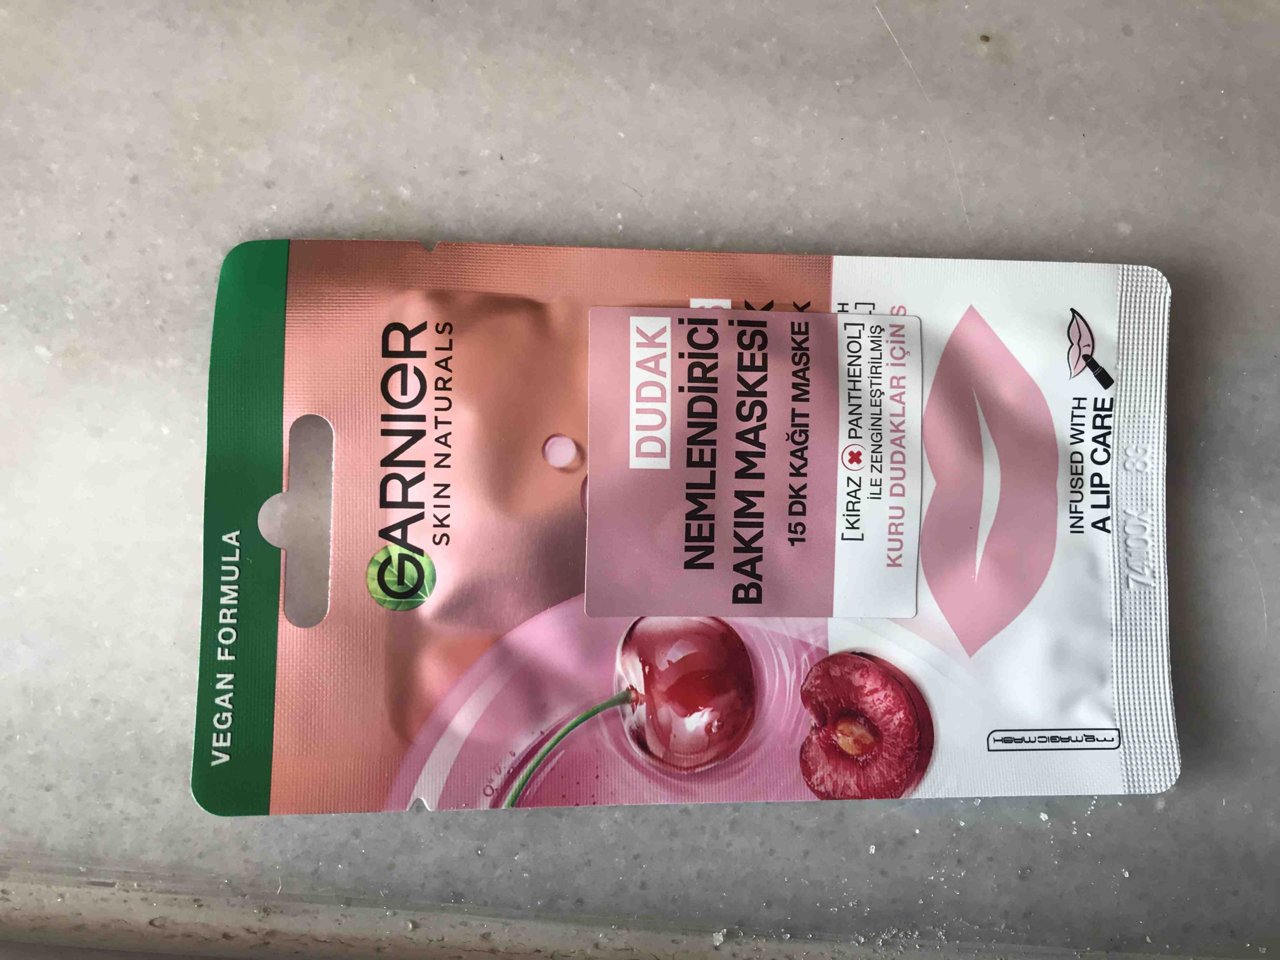 VEGAN FORMULA
GARNIER
SKIN NATURALS
DUDAK
NEMLENDİRİCİ
BAKIM MASKESİ
15 DK KAĞIT MASKE
[KİRAZ PANTHENOL]
İLE ZENGİNLEŞTİRİLMİŞ
KURU DUDAKLAR İÇİN
INFUSED WITH
A LIP CARE